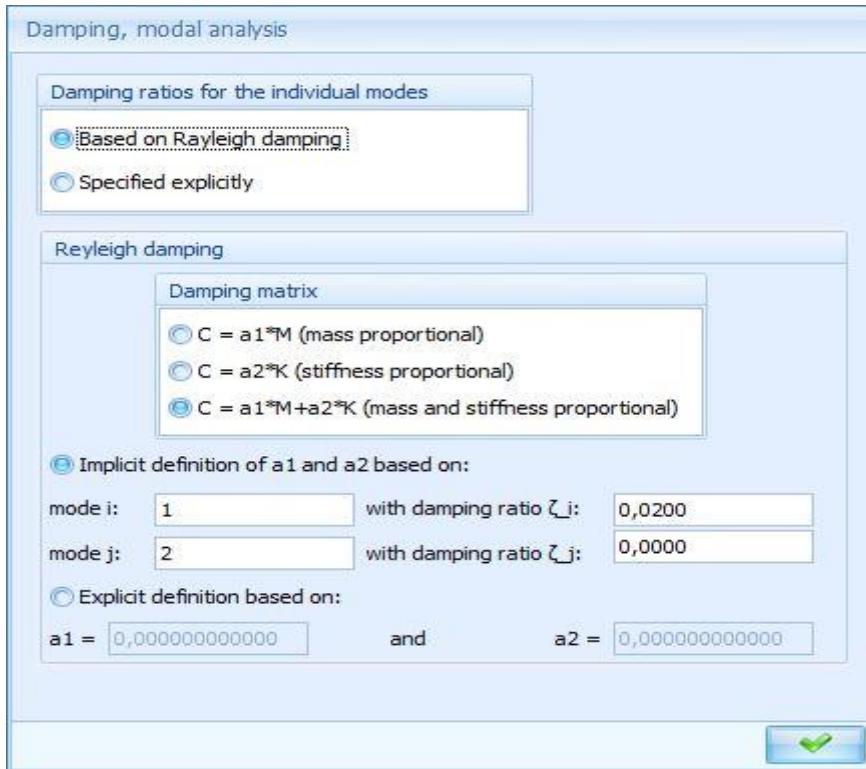 Damping, modal analysis
Damping ratios for the individual modes
Based on Rayleigh damping
Specified explicitly
Reyleigh damping
Damping matrix
C = a1*M (mass proportional)
C = a2*K (stiffness proportional)
C = a1*M+a2*K (mass and stiffness proportional)
Implicit definition of a1 and a2 based on:
mode i: 1 with damping ratio ζ_i: 0,0200
mode j: 2 with damping ratio ζ_j: 0,0000
Explicit definition based on:
a1 = 0,000000000000 and a2 = 0,000000000000